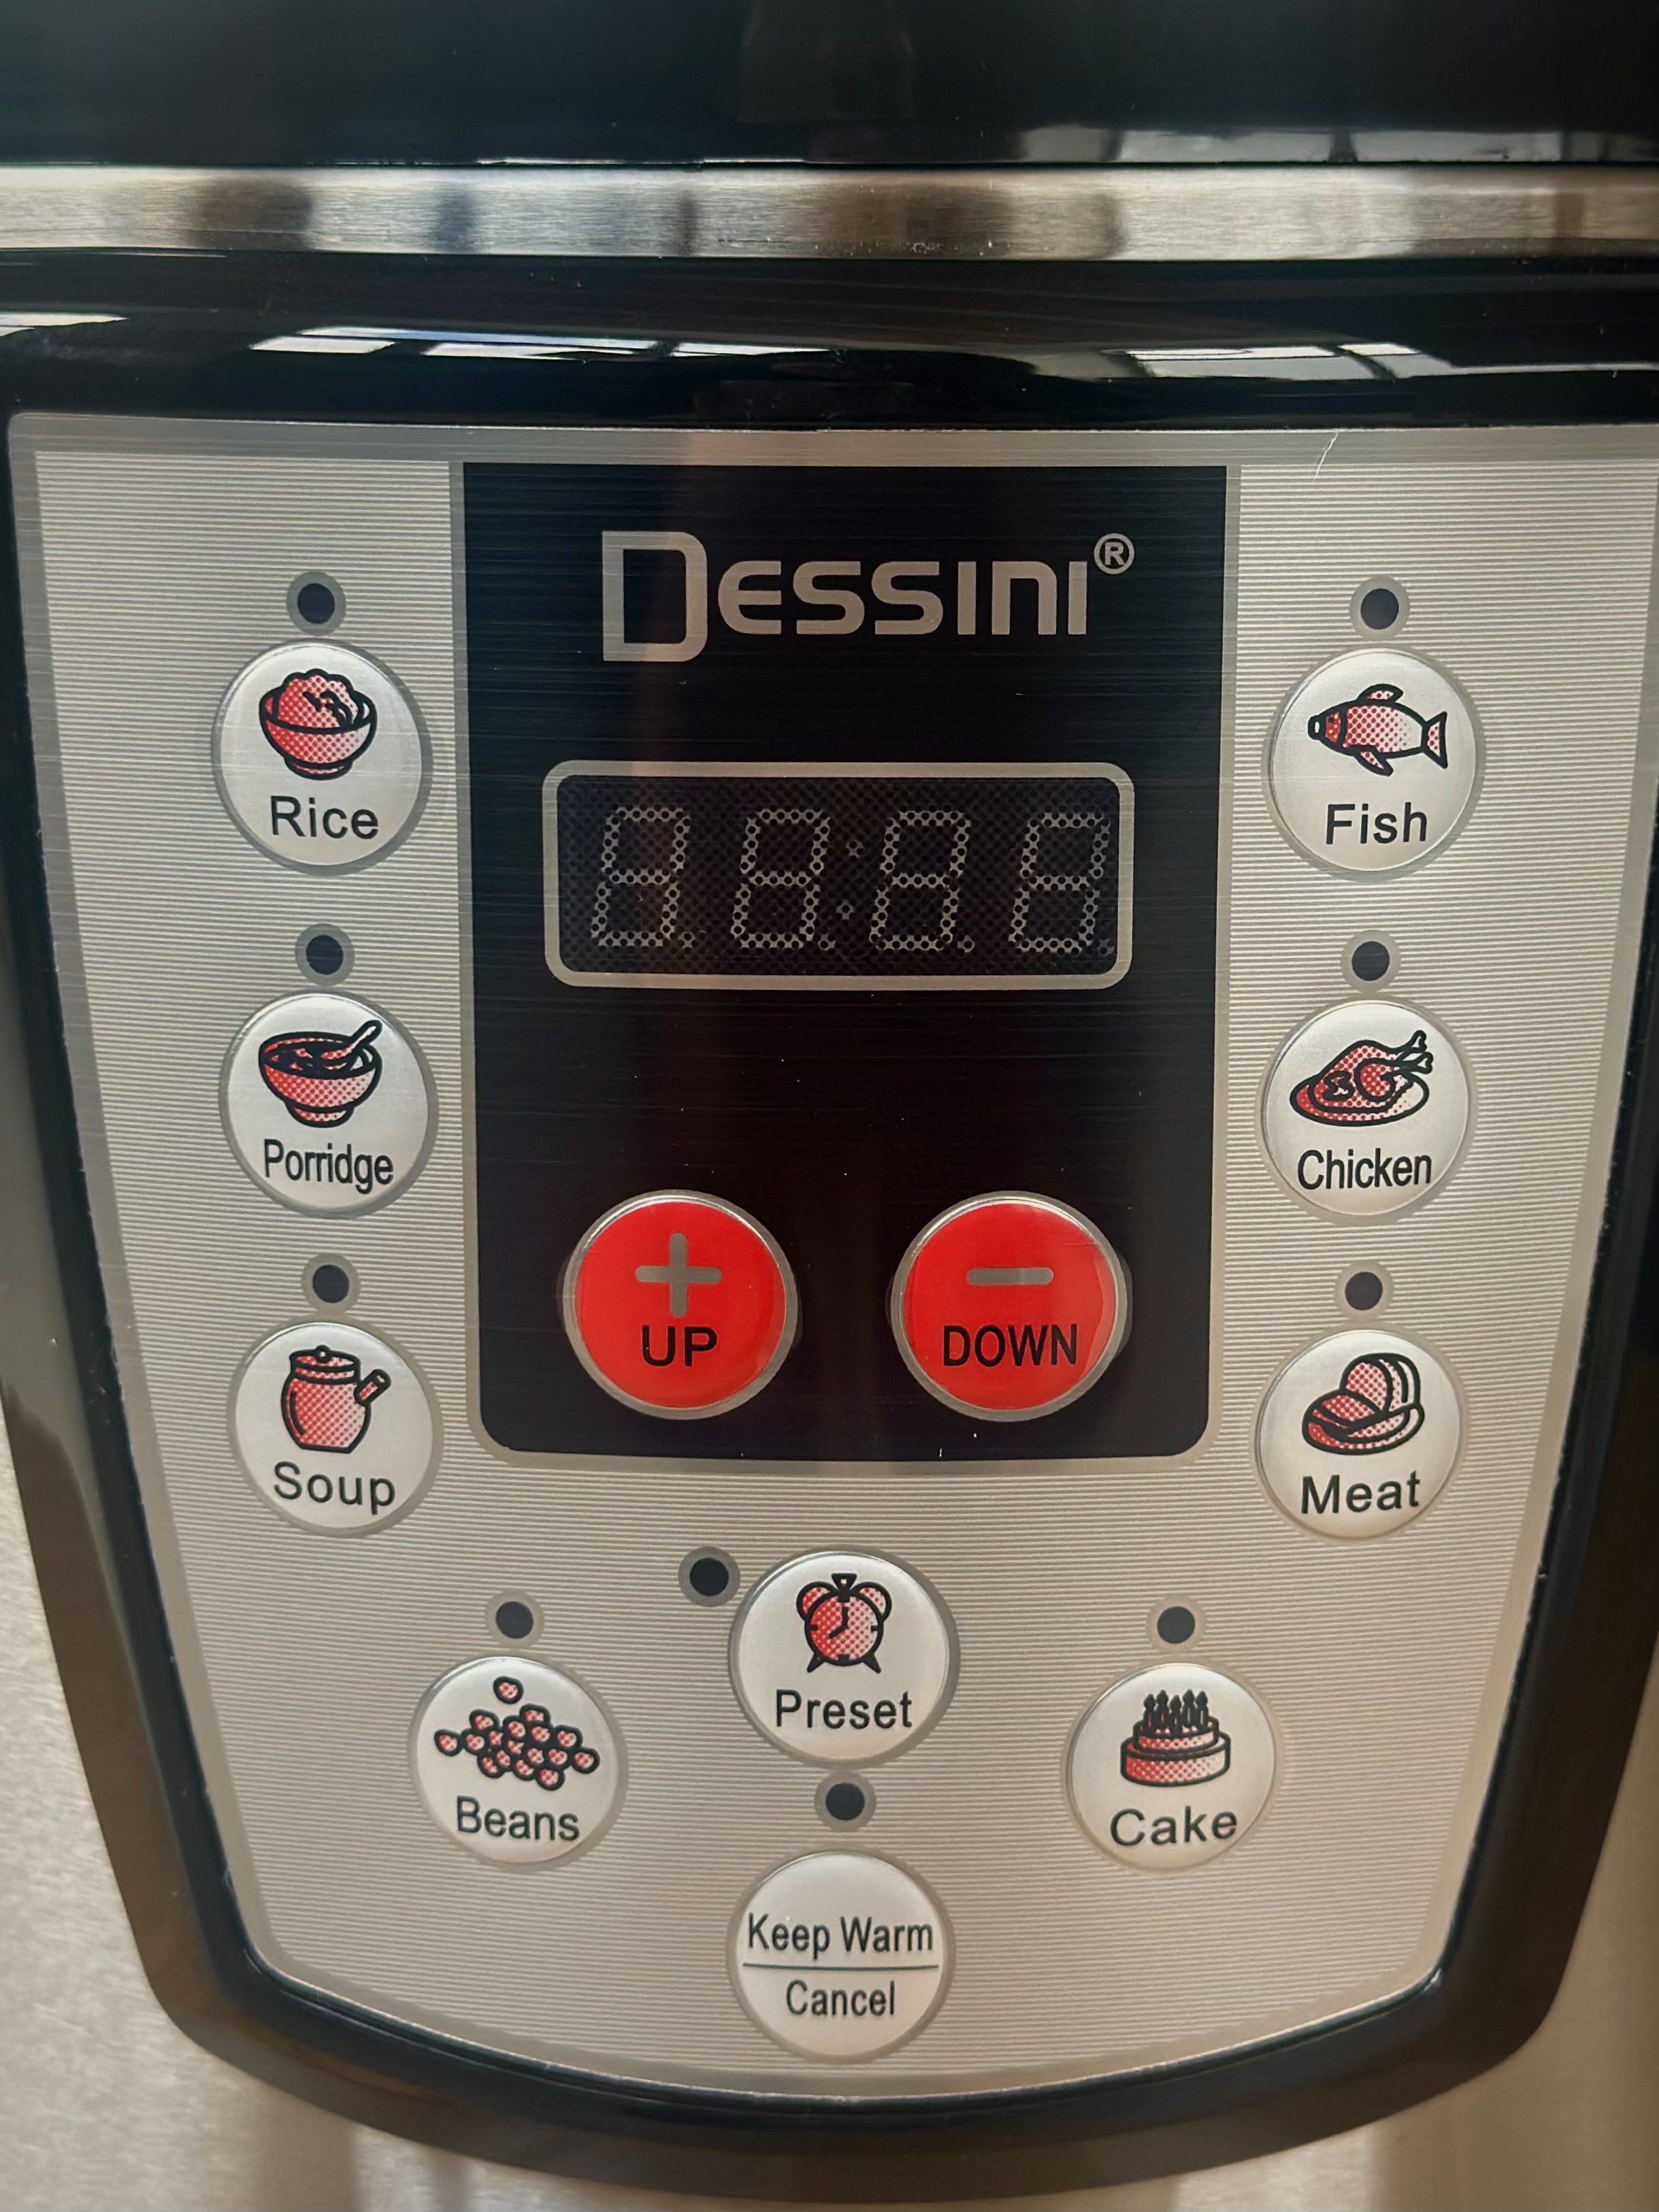 DESSINI®
Rice
Fish
Porridge
Chicken
+
UP
−
DOWN
Soup
Meat
Preset
Beans
Cake
Keep Warm
Cancel